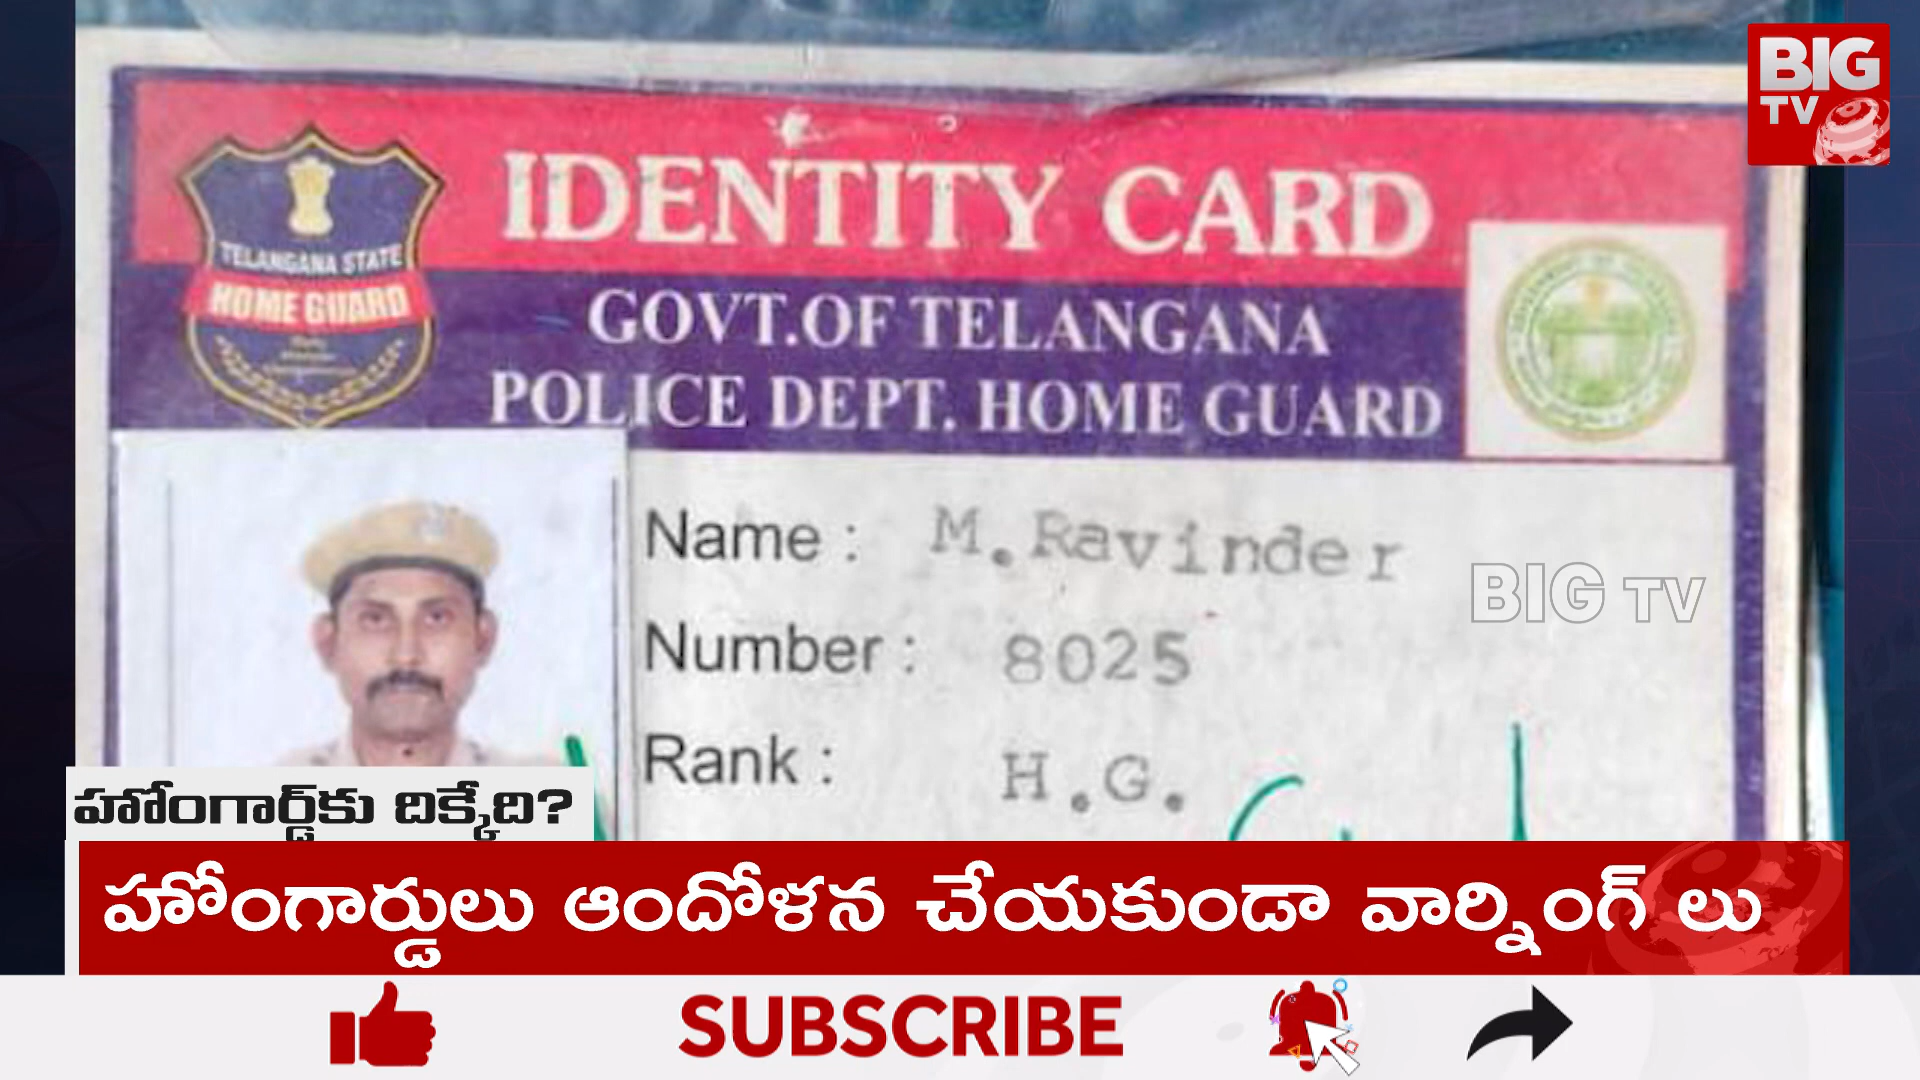 BIG
TV
IDENTITY CARD
TELANGANA STATE
HOME GUARD
GOVT.OF TELANGANA
POLICE DEPT. HOME GUARD
Name : M.Ravinder
BIG TV
Number : 8025
Rank : H.G.
హోంగార్డ్‌కు దిక్కేది?
హోంగార్డులు ఆందోళన చేయకుండా వార్నింగ్ లు
SUBSCRIBE